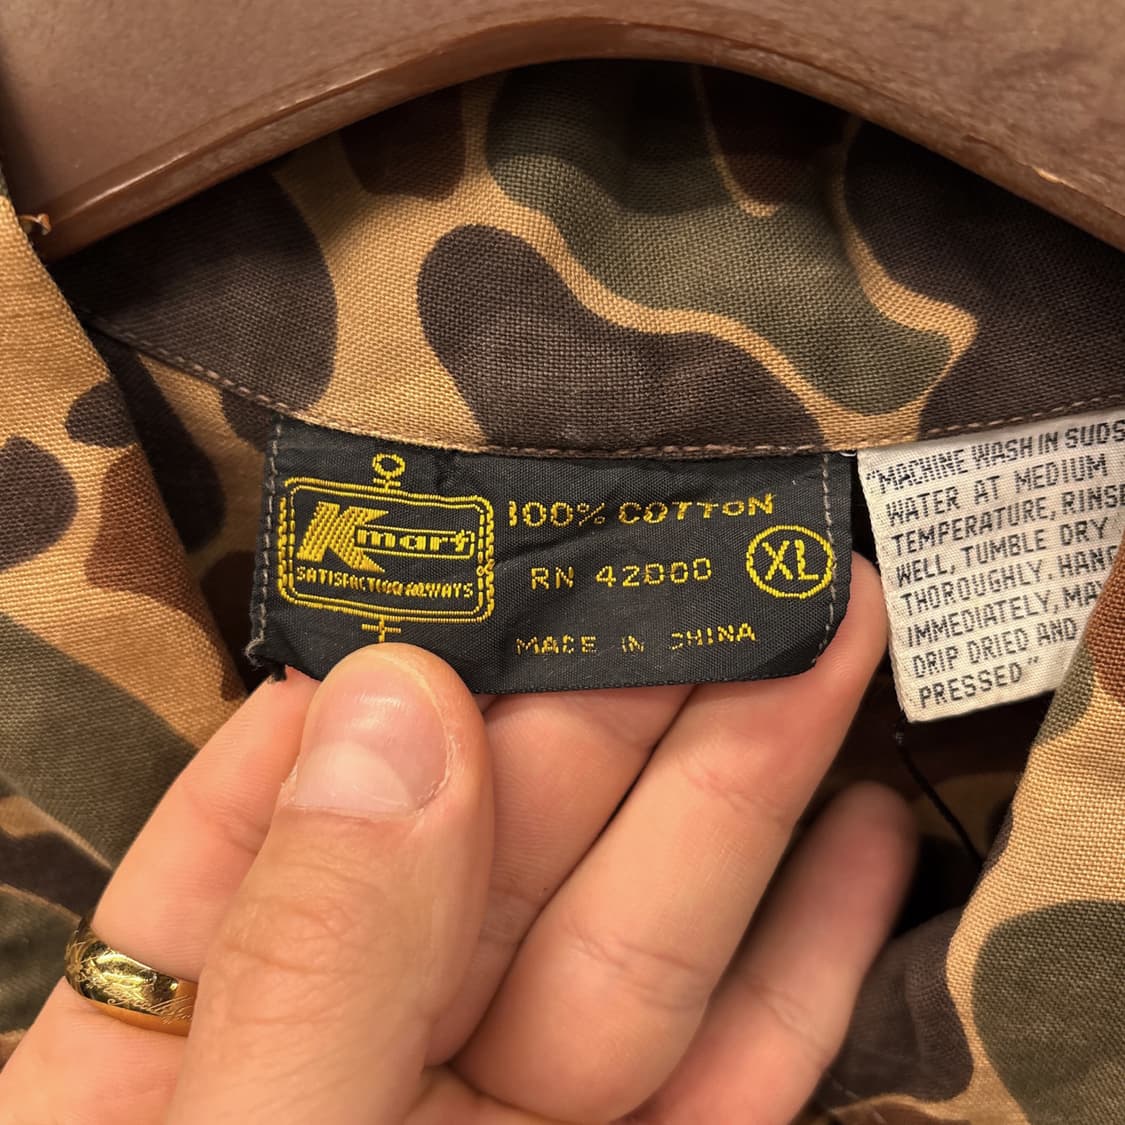 Kmart
SATISFACTION ALWAYS
100% COTTON
RN 42000
XL
MADE IN CHINA
"MACHINE WASH IN SUDS
WATER AT MEDIUM
TEMPERATURE, RINSE
WELL, TUMBLE DRY
THOROUGHLY. HANG
IMMEDIATELY, MA
DRIP DRIED AND
PRESSED"